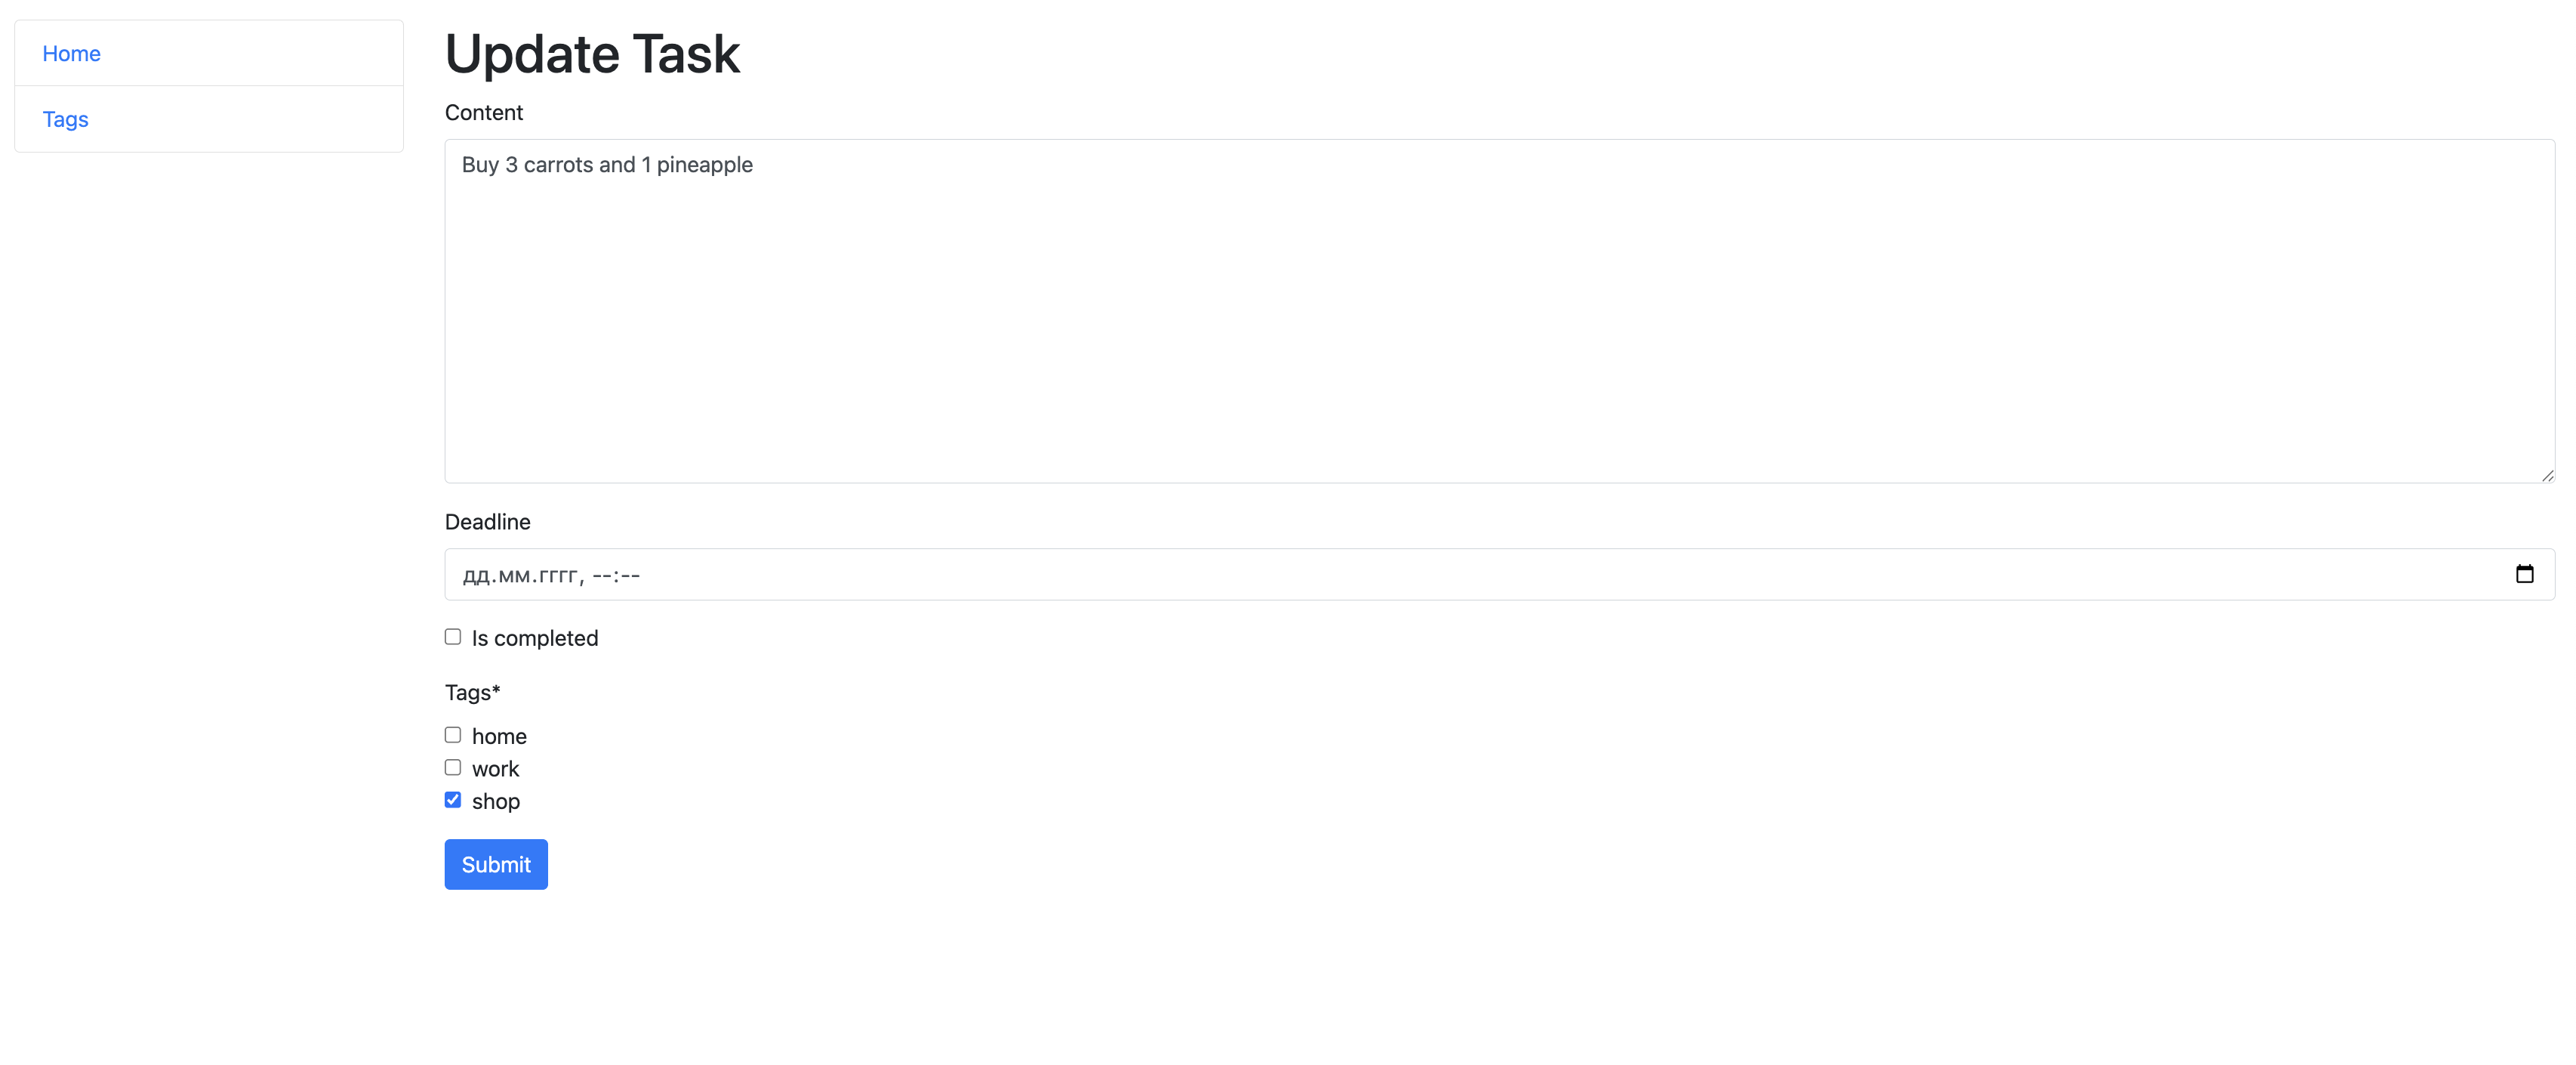 Home
Tags
Update Task
Content
Buy 3 carrots and 1 pineapple
Deadline
дд.мм.гггг, --:--
Is completed
Tags*
home
work
shop
Submit